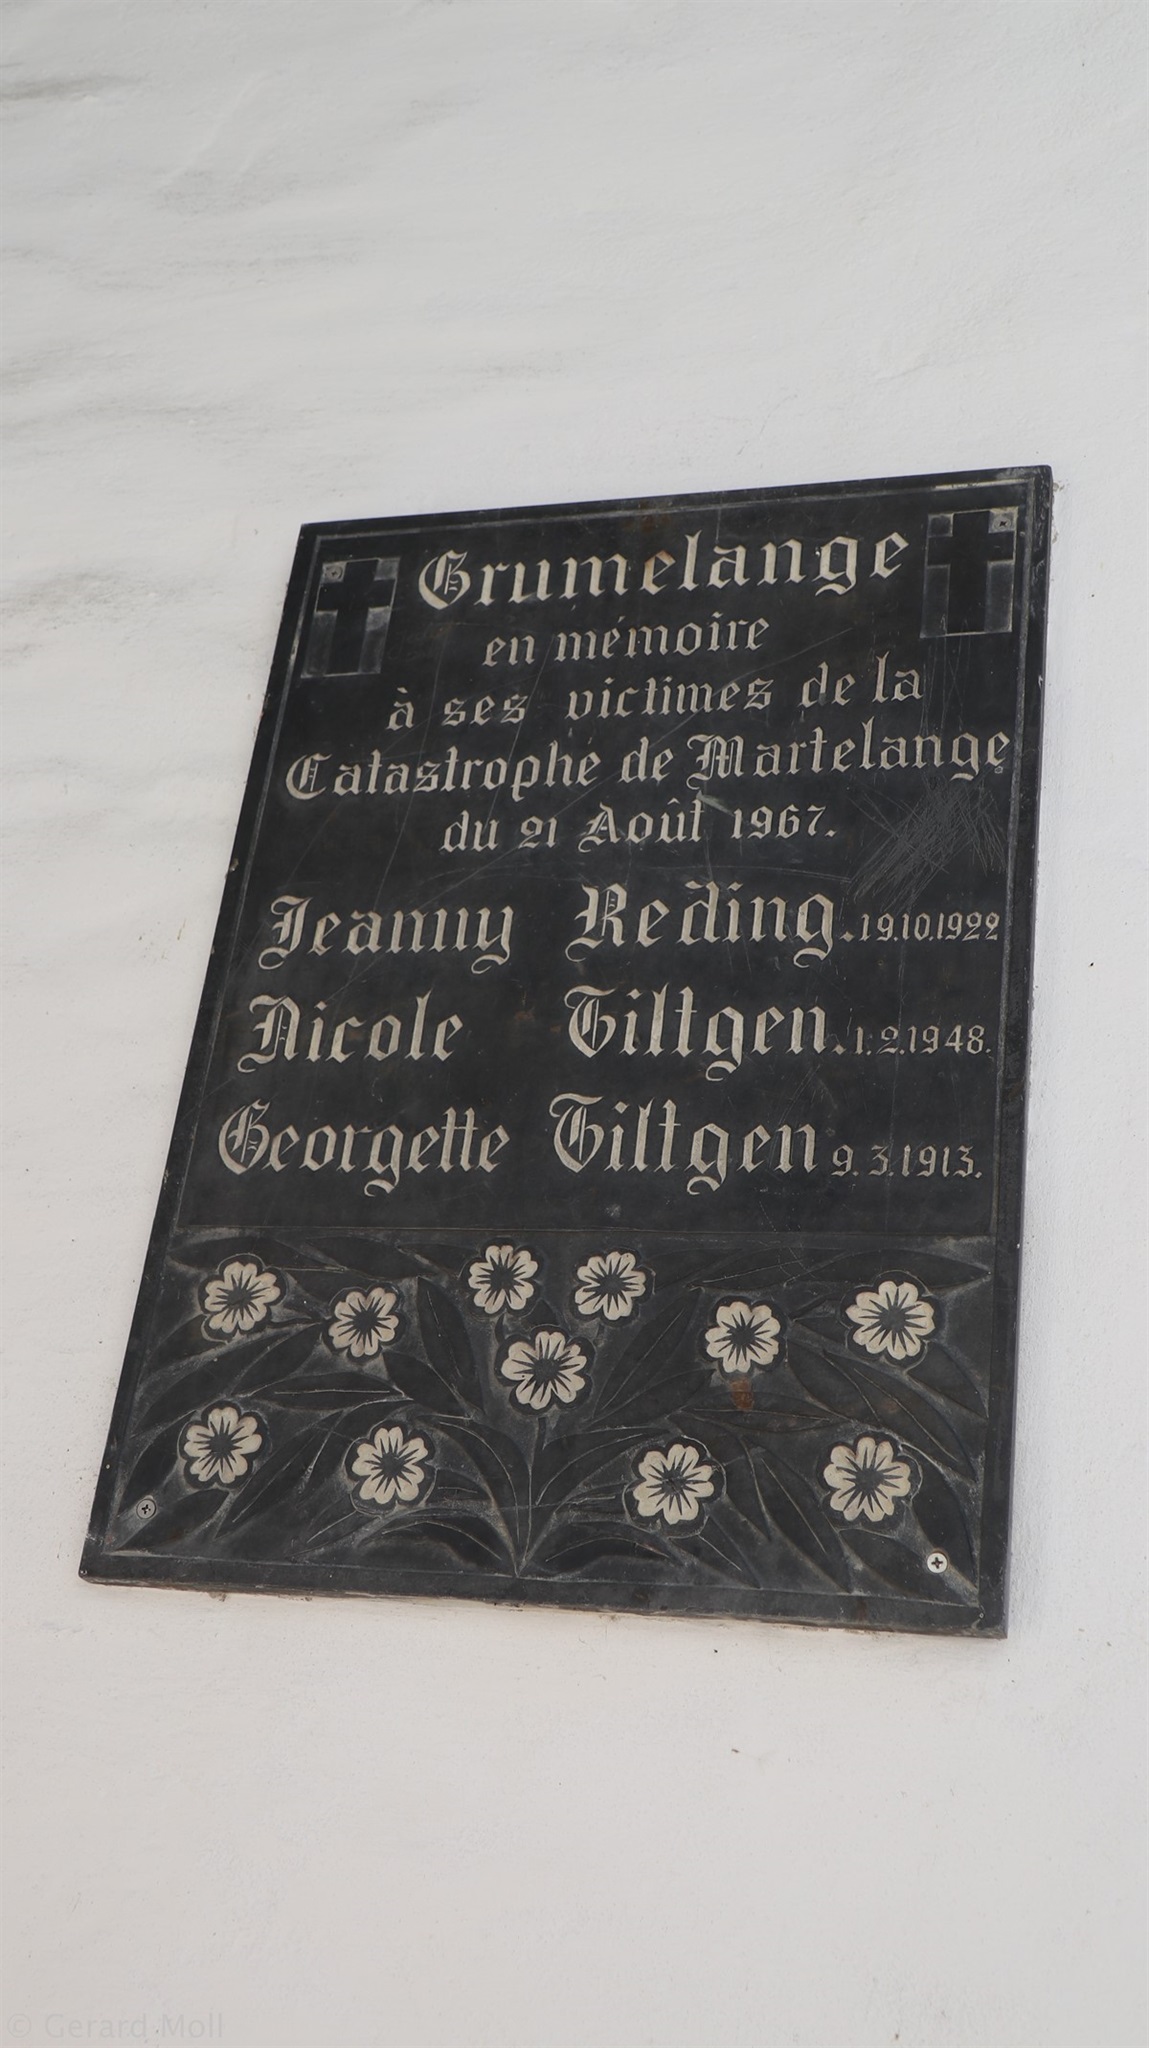 Grumelange
en mémoire
à ses victimes de la
Catastrophe de Martelange
du 21 Août 1967.
Jeanny Reding. 19.10.1922
Nicole Tiltgen. 1.2.1948.
Georgette Tiltgen 9.3.1913.
© Gerard Moll